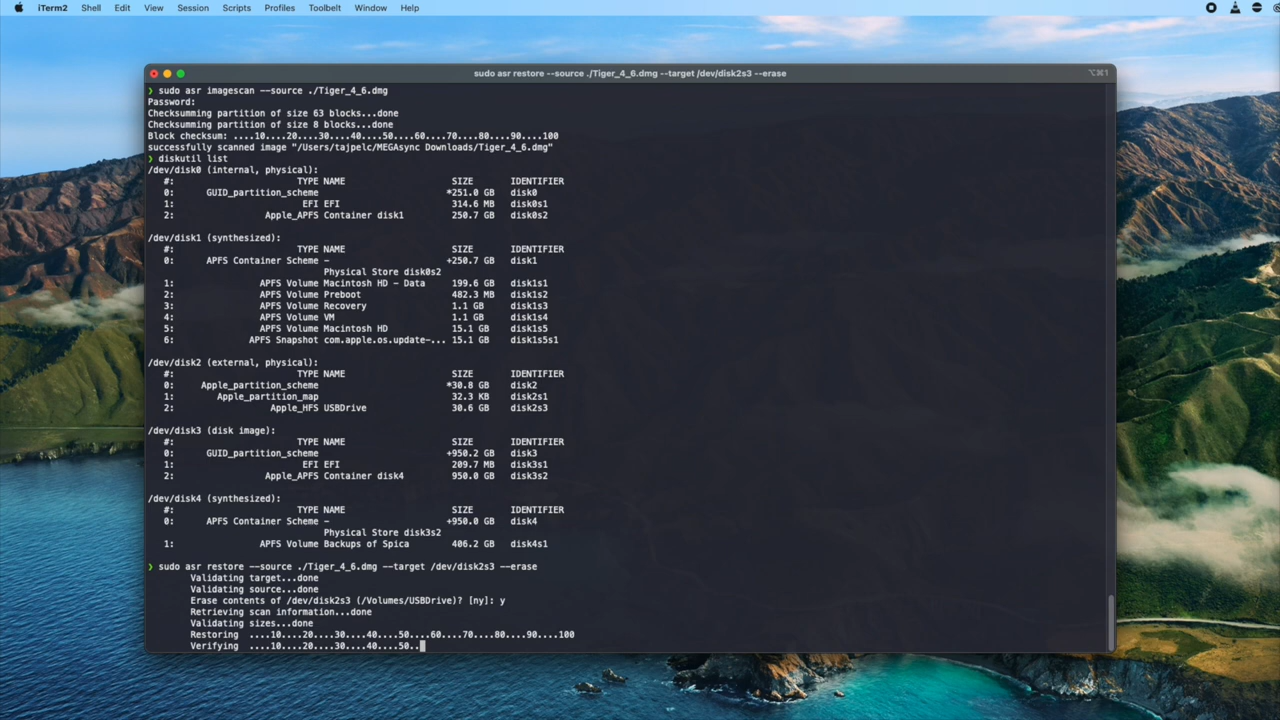 iTerm2 Shell Edit View Session Scripts Profiles Toolbelt Window Help
sudo asr restore --source ./Tiger_4_6.dmg --target /dev/disk2s3 --erase
⌥⌘1
❯ sudo asr imagescan --source ./Tiger_4_6.dmg
Password:
Checksumming partition of size 63 blocks...done
Checksumming partition of size 8 blocks...done
Block checksum: ....10....20....30....40....50....60....70....80....90....100
successfully scanned image "/Users/tajpelc/MEGAsync Downloads/Tiger_4_6.dmg"
❯ diskutil list
/dev/disk0 (internal, physical):
#: TYPE NAME SIZE IDENTIFIER
0: GUID_partition_scheme *251.0 GB disk0
1: EFI EFI 314.6 MB disk0s1
2: Apple_APFS Container disk1 250.7 GB disk0s2
/dev/disk1 (synthesized):
#: TYPE NAME SIZE IDENTIFIER
0: APFS Container Scheme - +250.7 GB disk1
Physical Store disk0s2
1: APFS Volume Macintosh HD - Data 199.6 GB disk1s1
2: APFS Volume Preboot 482.3 MB disk1s2
3: APFS Volume Recovery 1.1 GB disk1s3
4: APFS Volume VM 1.1 GB disk1s4
5: APFS Volume Macintosh HD 15.1 GB disk1s5
6: APFS Snapshot com.apple.os.update-... 15.1 GB disk1s5s1
/dev/disk2 (external, physical):
#: TYPE NAME SIZE IDENTIFIER
0: Apple_partition_scheme *30.8 GB disk2
1: Apple_partition_map 32.3 KB disk2s1
2: Apple_HFS USBDrive 30.6 GB disk2s3
/dev/disk3 (disk image):
#: TYPE NAME SIZE IDENTIFIER
0: GUID_partition_scheme +950.2 GB disk3
1: EFI EFI 209.7 MB disk3s1
2: Apple_APFS Container disk4 950.0 GB disk3s2
/dev/disk4 (synthesized):
#: TYPE NAME SIZE IDENTIFIER
0: APFS Container Scheme - +950.0 GB disk4
Physical Store disk3s2
1: APFS Volume Backups of Spica 406.2 GB disk4s1
❯ sudo asr restore --source ./Tiger_4_6.dmg --target /dev/disk2s3 --erase
Validating target...done
Validating source...done
Erase contents of /dev/disk2s3 (/Volumes/USBDrive)? [ny]: y
Retrieving scan information...done
Validating sizes...done
Restoring ....10....20....30....40....50....60....70....80....90....100
Verifying ....10....20....30....40....50..